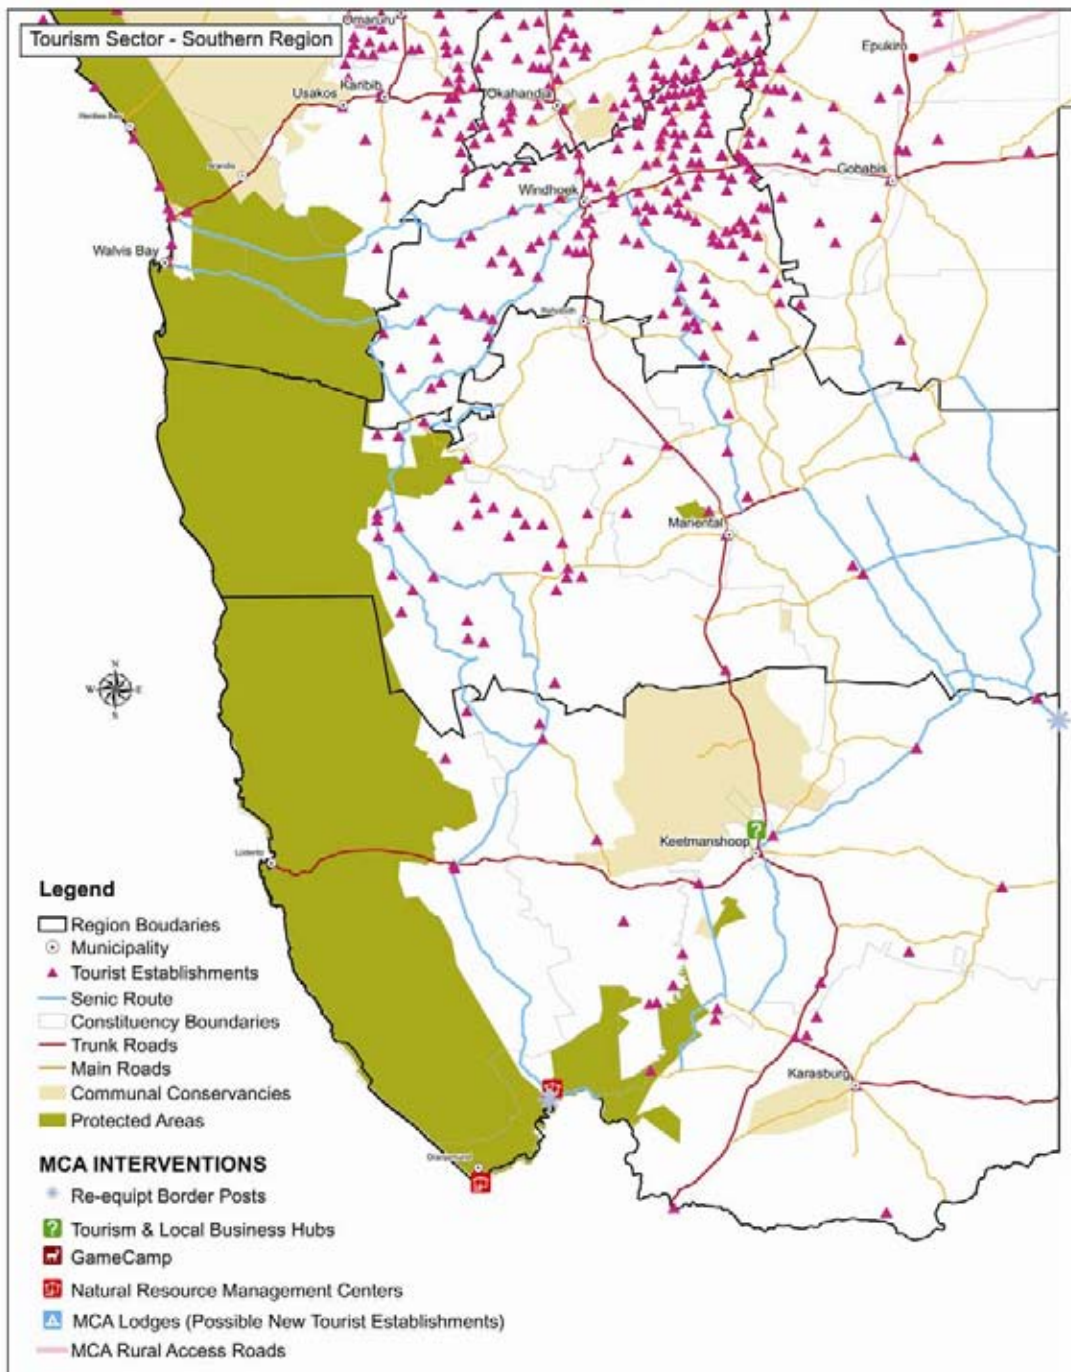 Tourism Sector - Southern Region
Omaruru
Epukiro
Usakos
Karibib
Okahandja
Gobabis
Windhoek
Walvis Bay
Mariental
Keetmanshoop
Karasburg
N
W
E
S
Legend
Region Boudaries
Municipality
Tourist Establishments
Senic Route
Constituency Boundaries
Trunk Roads
Main Roads
Communal Conservancies
Protected Areas
MCA INTERVENTIONS
Re-equipt Border Posts
? Tourism & Local Business Hubs
GameCamp
Natural Resource Management Centers
MCA Lodges (Possible New Tourist Establishments)
MCA Rural Access Roads